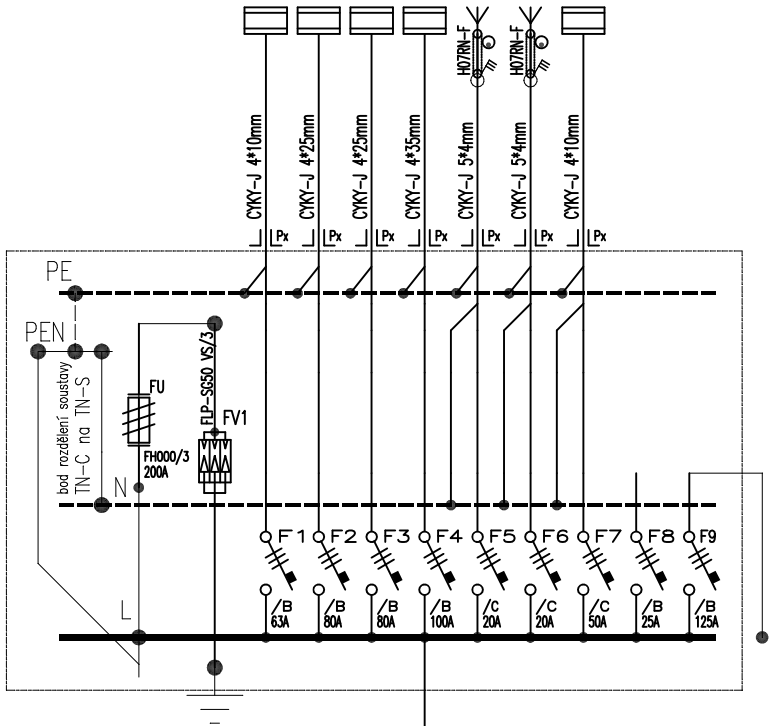 H07RN-F
H07RN-F
CYKY-J 4*10mm
CYKY-J 4*25mm
CYKY-J 4*25mm
CYKY-J 4*35mm
CYKY-J 5*4mm
CYKY-J 5*4mm
CYKY-J 4*10mm
Px
Px
Px
Px
Px
Px
Px
PE
PEN
bod rozdělení soustavy
TN-C na TN-S
FU
FH000/3
200A
FLP-SG50 VS/3
FV1
N
L
F1
F2
F3
F4
F5
F6
F7
F8
F9
/B
63A
/B
80A
/B
80A
/B
100A
/C
20A
/C
20A
/C
50A
/B
25A
/B
125A